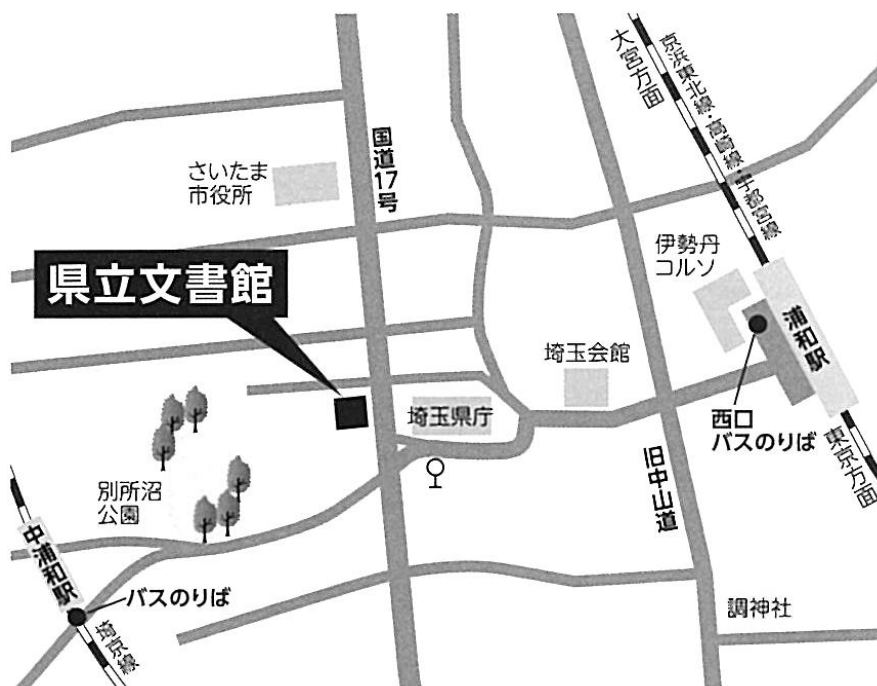 大宮方面
京浜東北線・高崎線・宇都宮線
国道17号
さいたま
市役所
伊勢丹
コルソ
県立文書館
浦和駅
埼玉会館
埼玉県庁
西口
バスのりば
東京方面
旧中山道
別所沼
公園
中浦和駅
バスのりば
埼京線
調神社